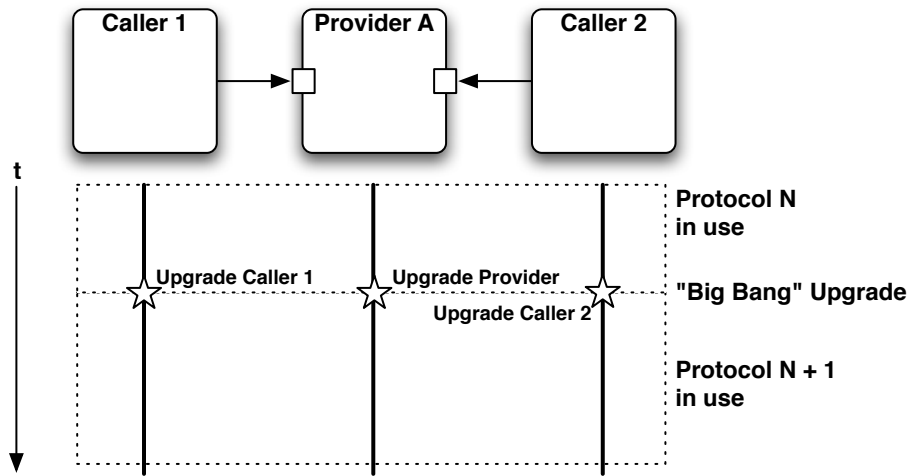 Caller 1
Provider A
Caller 2
t
Protocol N
in use
Upgrade Caller 1
Upgrade Provider
"Big Bang" Upgrade
Upgrade Caller 2
Protocol N + 1
in use